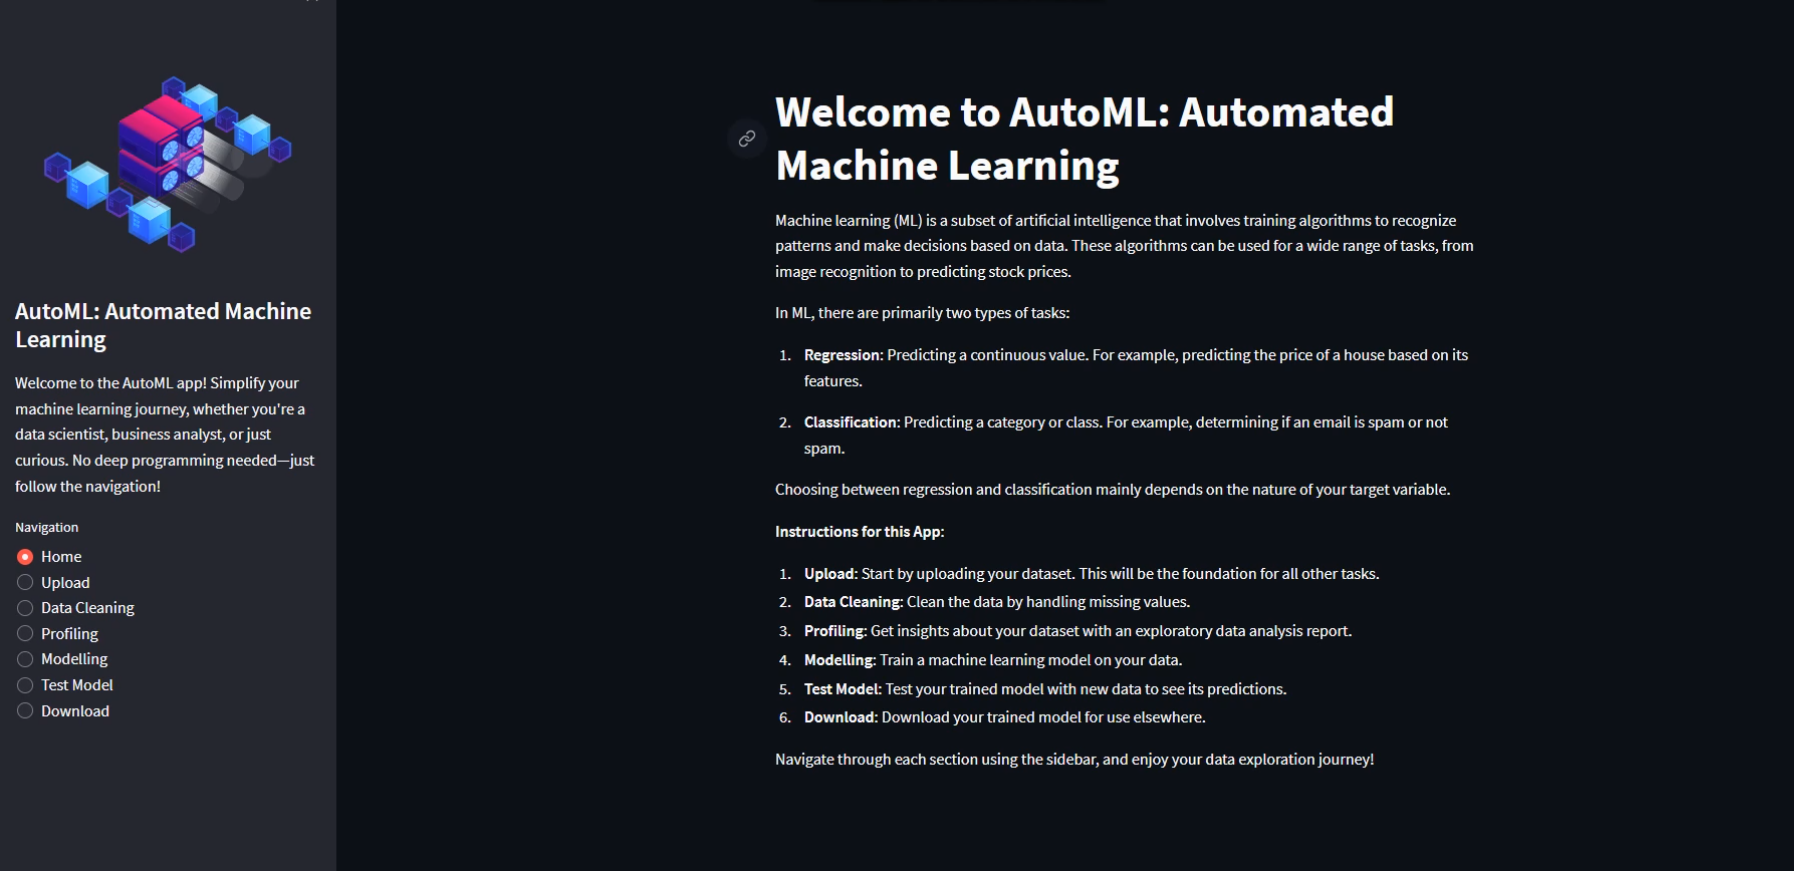 AutoML: Automated Machine
Learning
Welcome to the AutoML app! Simplify your
machine learning journey, whether you're a
data scientist, business analyst, or just
curious. No deep programming needed—just
follow the navigation!
Navigation
Home
Upload
Data Cleaning
Profiling
Modelling
Test Model
Download
Welcome to AutoML: Automated
Machine Learning
Machine learning (ML) is a subset of artificial intelligence that involves training algorithms to recognize
patterns and make decisions based on data. These algorithms can be used for a wide range of tasks, from
image recognition to predicting stock prices.
In ML, there are primarily two types of tasks:
1. Regression: Predicting a continuous value. For example, predicting the price of a house based on its
features.
2. Classification: Predicting a category or class. For example, determining if an email is spam or not
spam.
Choosing between regression and classification mainly depends on the nature of your target variable.
Instructions for this App:
1. Upload: Start by uploading your dataset. This will be the foundation for all other tasks.
2. Data Cleaning: Clean the data by handling missing values.
3. Profiling: Get insights about your dataset with an exploratory data analysis report.
4. Modelling: Train a machine learning model on your data.
5. Test Model: Test your trained model with new data to see its predictions.
6. Download: Download your trained model for use elsewhere.
Navigate through each section using the sidebar, and enjoy your data exploration journey!